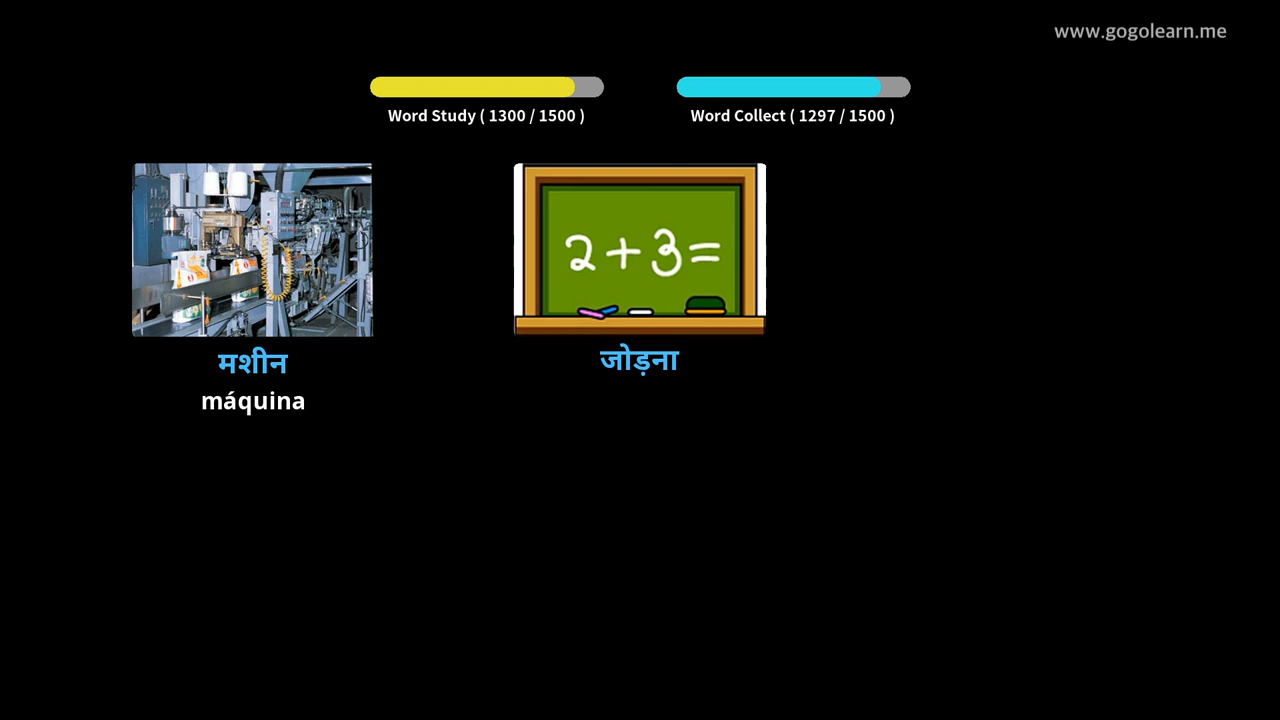 www.gogolearn.me
Word Study ( 1300 / 1500 )
Word Collect ( 1297 / 1500 )
2+3=
मशीन
जोड़ना
máquina